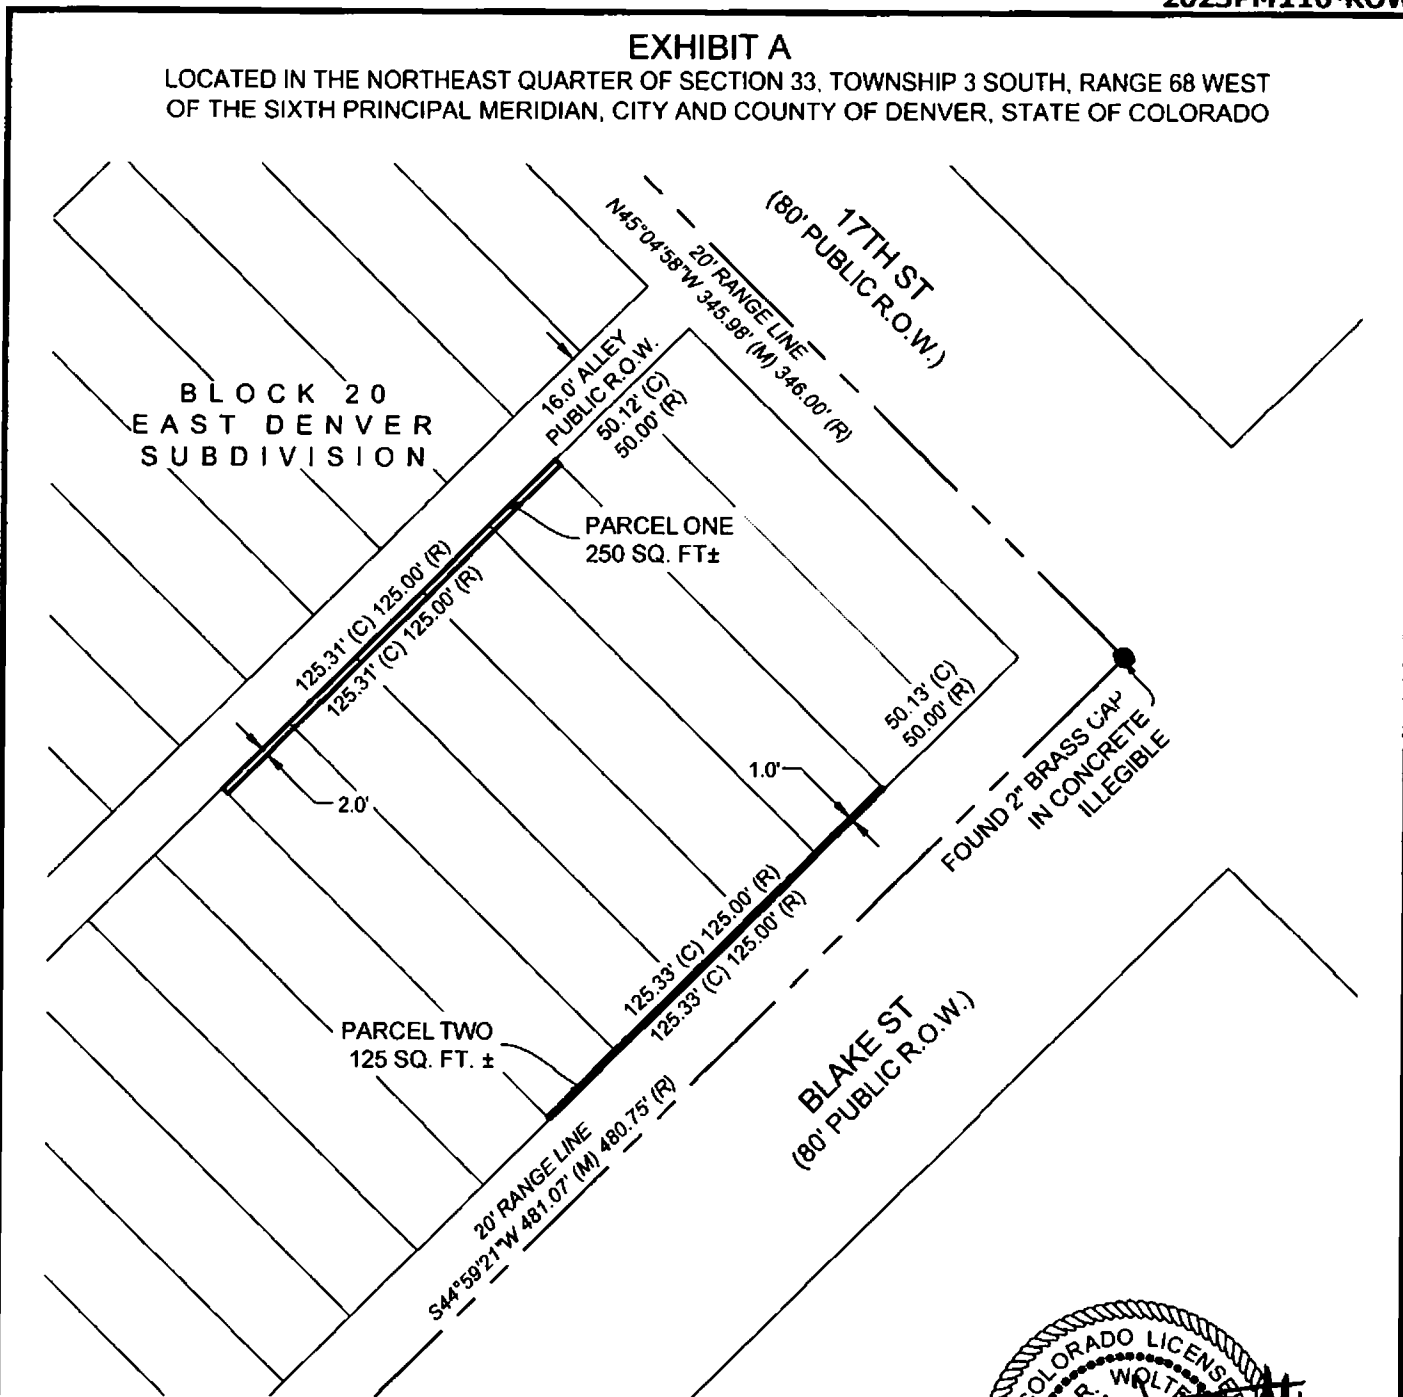 EXHIBIT A
LOCATED IN THE NORTHEAST QUARTER OF SECTION 33, TOWNSHIP 3 SOUTH, RANGE 68 WEST
OF THE SIXTH PRINCIPAL MERIDIAN, CITY AND COUNTY OF DENVER, STATE OF COLORADO
17TH ST
(80' PUBLIC R.O.W.)
20' RANGE LINE
N45°04'58"W 345.98' (M) 346.00' (R)
BLOCK 20
EAST DENVER
SUBDIVISION
16.0' ALLEY
PUBLIC R.O.W.
50.12' (C)
50.00' (R)
PARCEL ONE
250 SQ. FT±
125.31' (C) 125.00' (R)
125.31' (C) 125.00' (R)
2.0'
50.13' (C)
50.00' (R)
1.0'
FOUND 2" BRASS CAP
IN CONCRETE
ILLEGIBLE
125.33' (C) 125.00' (R)
125.33' (C) 125.00' (R)
PARCEL TWO
125 SQ. FT. ±
BLAKE ST
(80' PUBLIC R.O.W.)
20' RANGE LINE
S44°59'21"W 481.07' (M) 480.75' (R)
COLORADO LICENSE
R. WOLTE